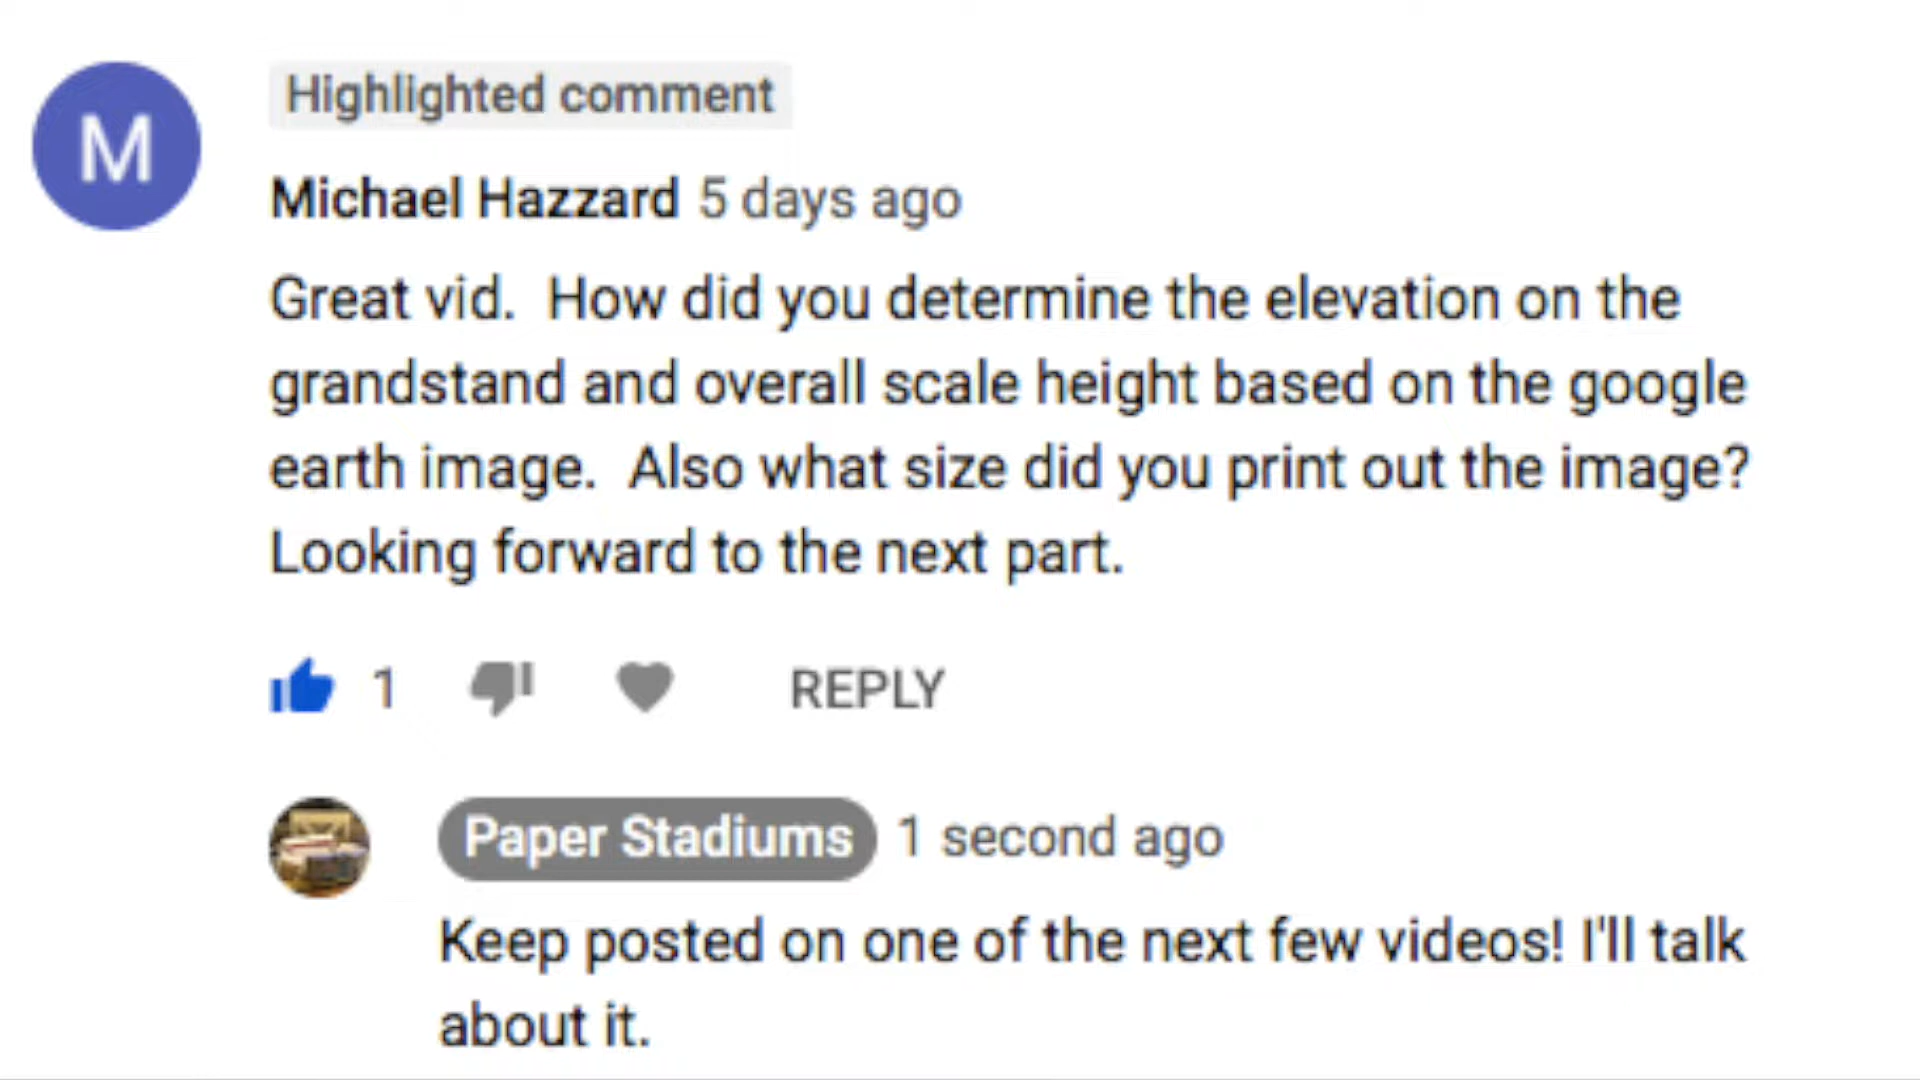 M
Highlighted comment
Michael Hazzard 5 days ago
Great vid.  How did you determine the elevation on the
grandstand and overall scale height based on the google
earth image.  Also what size did you print out the image?
Looking forward to the next part.
1 REPLY
Paper Stadiums 1 second ago
Keep posted on one of the next few videos! I'll talk
about it.